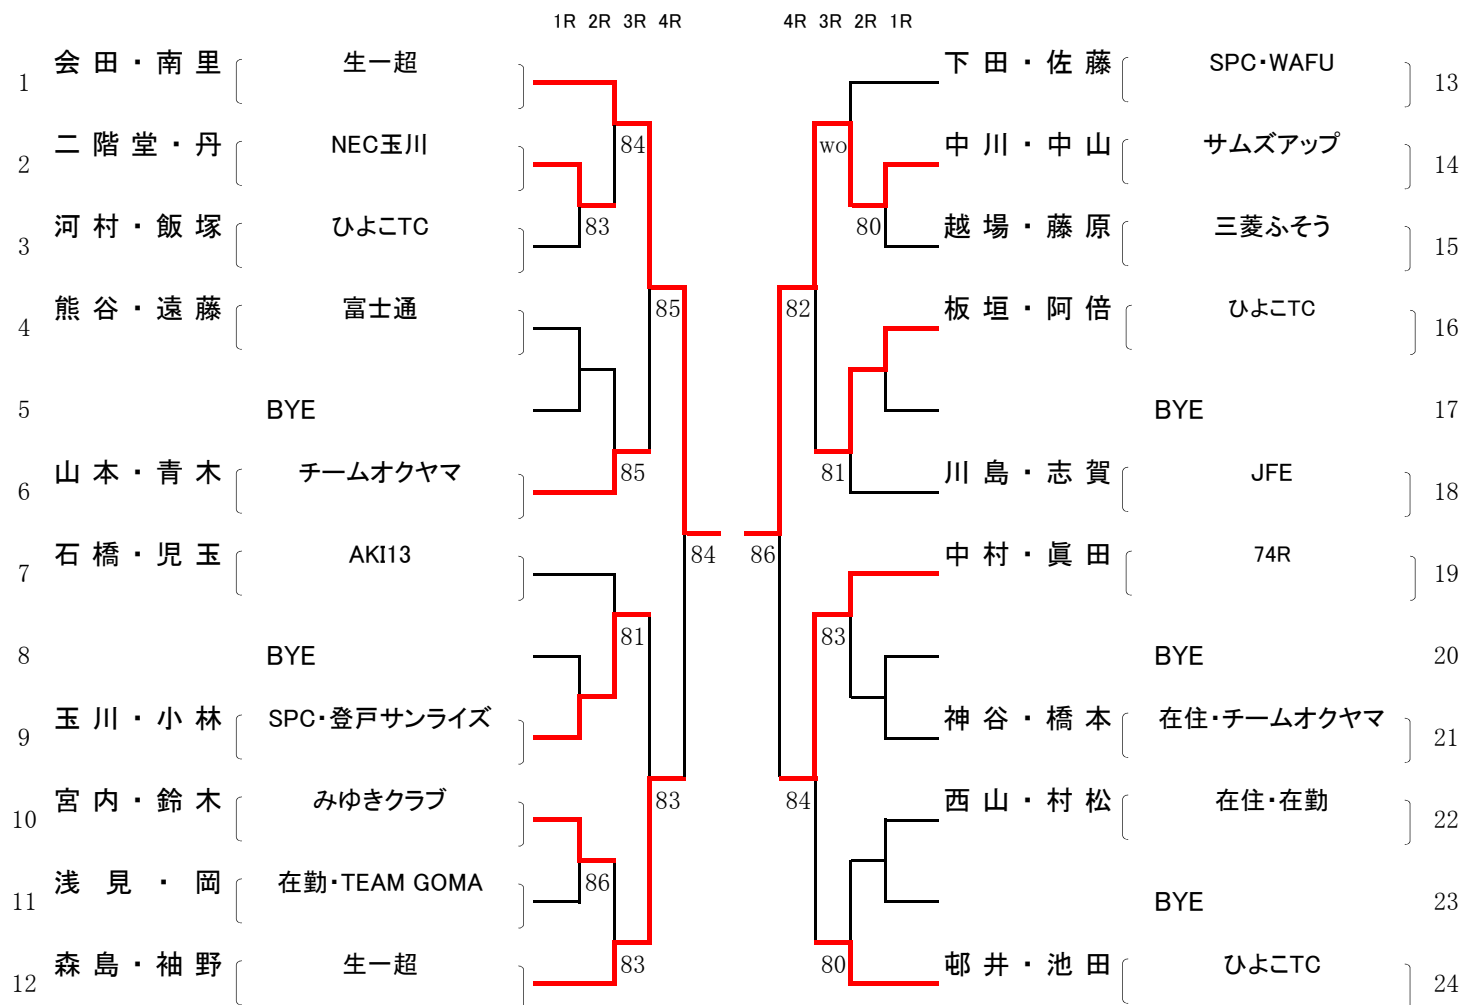 1R 2R 3R 4R 4R 3R 2R 1R
会田・南里 生一超 下田・佐藤 SPC・WAFU
1 13
二階堂・丹 NEC玉川 84 wo 中川・中山 サムズアップ
2 14
河村・飯塚 ひよこTC 83 80 越場・藤原 三菱ふそう
3 15
熊谷・遠藤 富士通 85 82 板垣・阿倍 ひよこTC
4 16
5 BYE BYE 17
山本・青木 チームオクヤマ 85 81 川島・志賀 JFE
6 18
石橋・児玉 AKI13 84 86 中村・眞田 74R
7 19
81 83
8 BYE BYE 20
玉川・小林 SPC・登戸サンライズ 神谷・橋本 在住・チームオクヤマ
9 21
宮内・鈴木 みゆきクラブ 83 84 西山・村松 在住・在勤
10 22
浅見・岡 在勤・TEAM GOMA 86
11 BYE 23
森島・袖野 生一超 83 80 邨井・池田 ひよこTC
12 24